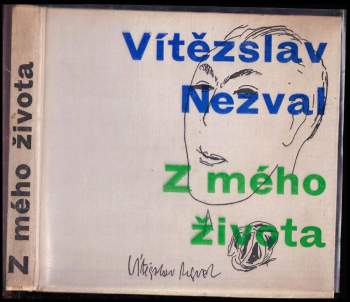 Z mého života
Vítězslav
Nezval
Z mého
života
Vítězslav Nezval